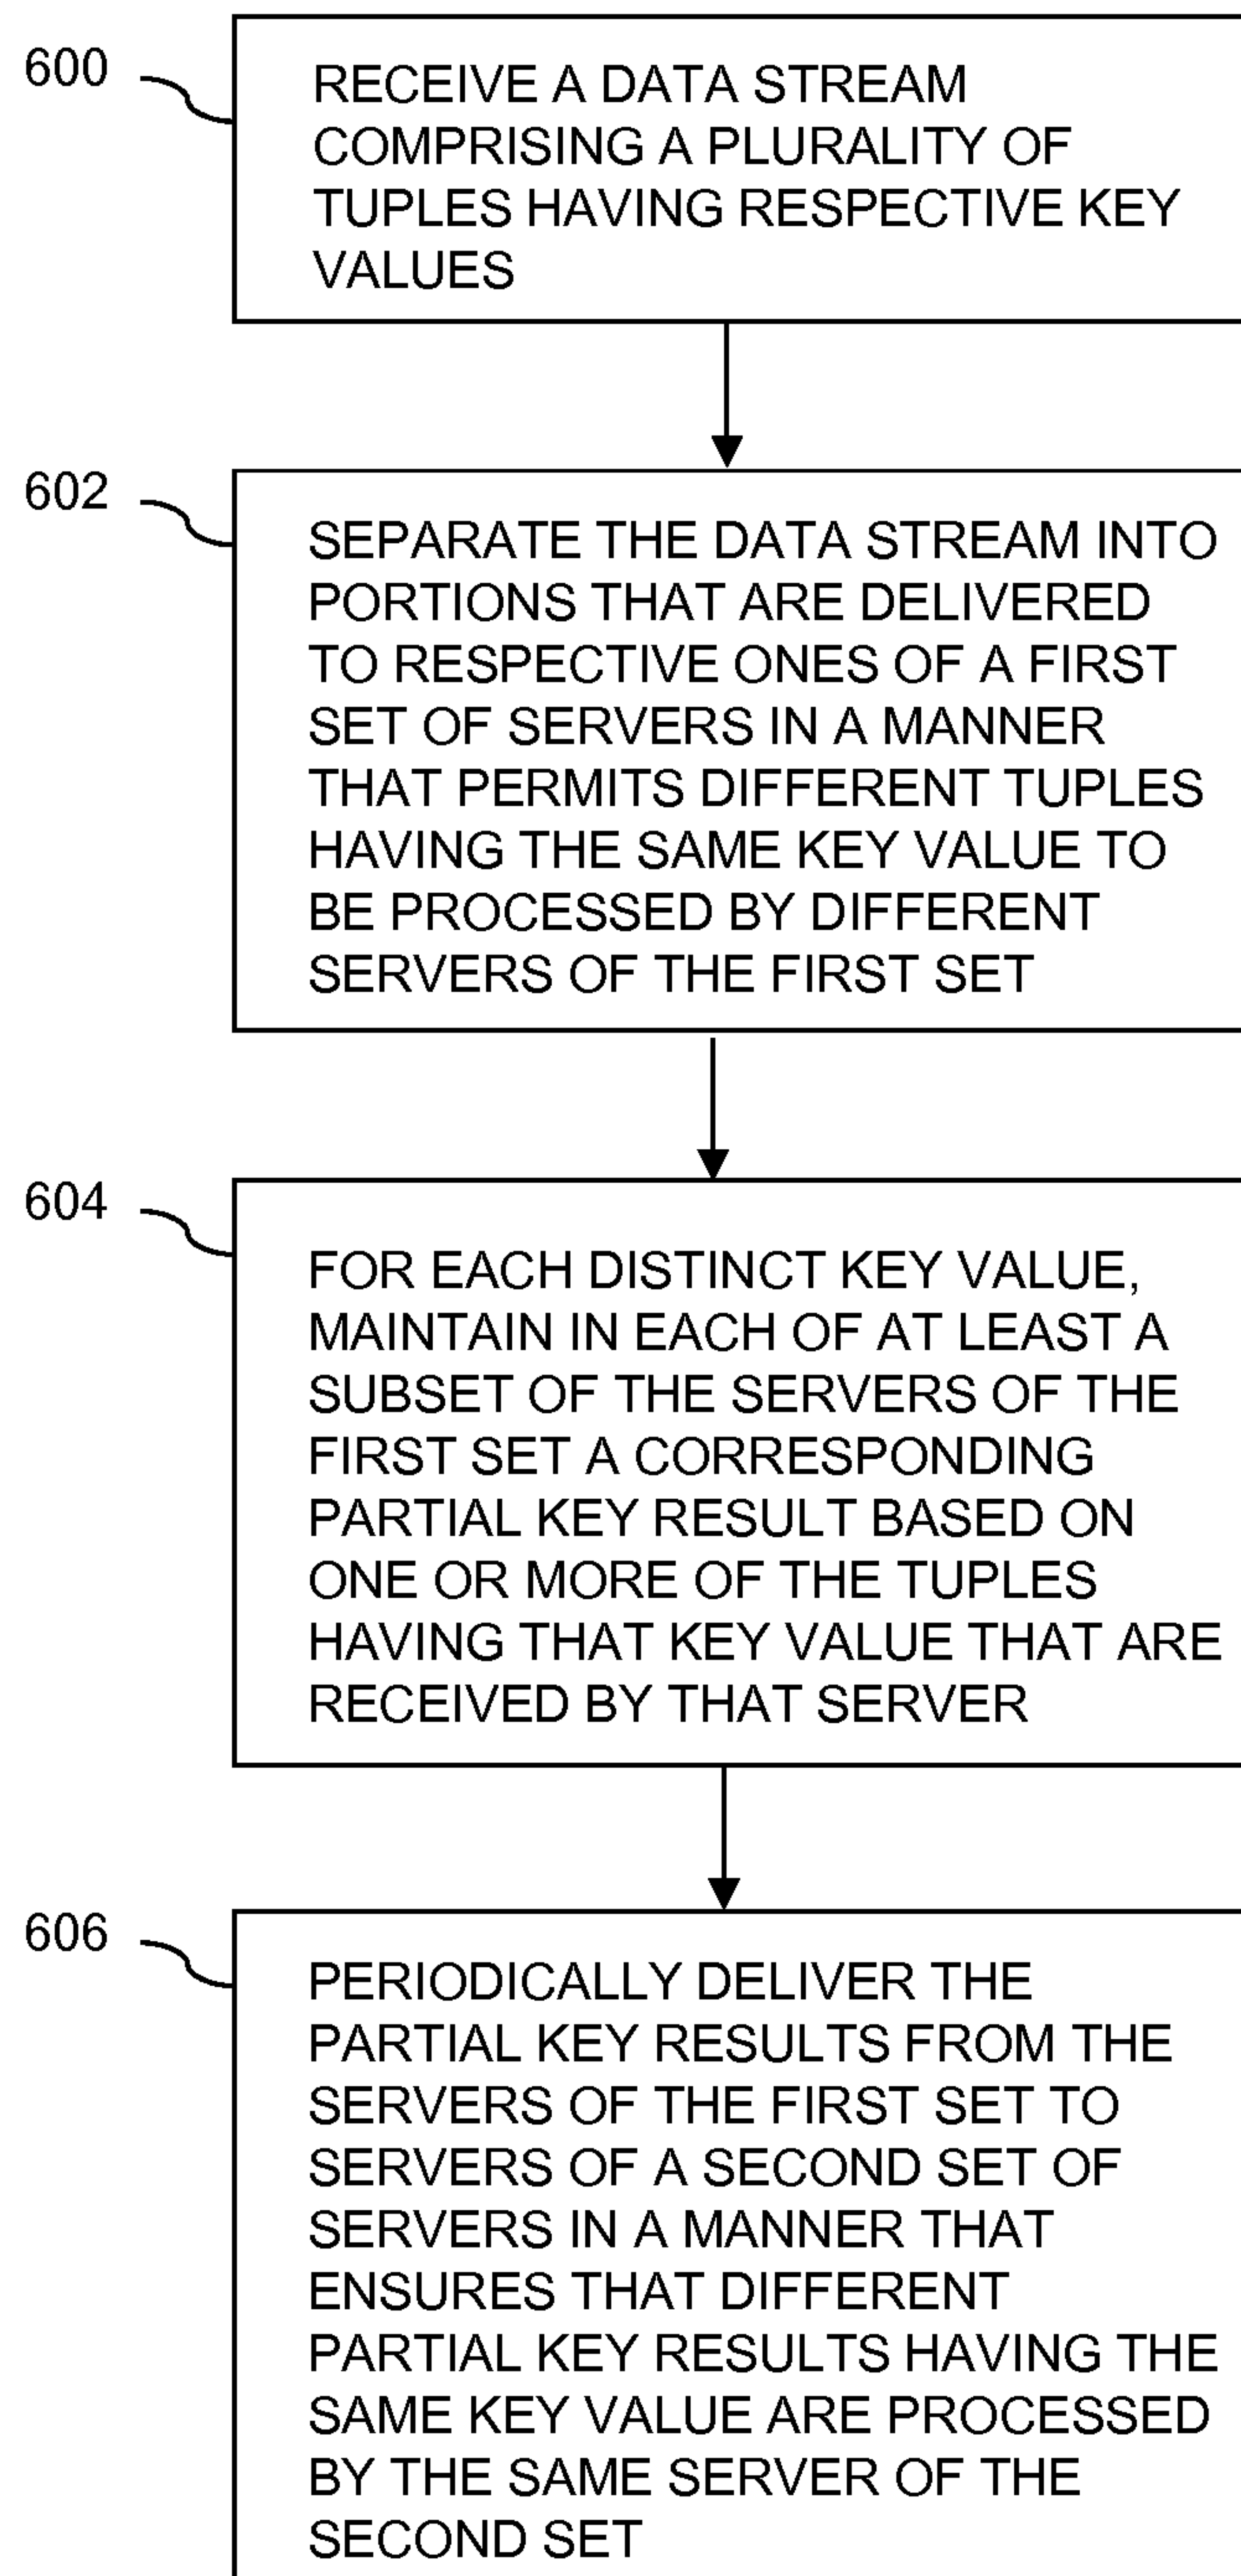 600
RECEIVE A DATA STREAM
COMPRISING A PLURALITY OF
TUPLES HAVING RESPECTIVE KEY
VALUES
602
SEPARATE THE DATA STREAM INTO
PORTIONS THAT ARE DELIVERED
TO RESPECTIVE ONES OF A FIRST
SET OF SERVERS IN A MANNER
THAT PERMITS DIFFERENT TUPLES
HAVING THE SAME KEY VALUE TO
BE PROCESSED BY DIFFERENT
SERVERS OF THE FIRST SET
604
FOR EACH DISTINCT KEY VALUE,
MAINTAIN IN EACH OF AT LEAST A
SUBSET OF THE SERVERS OF THE
FIRST SET A CORRESPONDING
PARTIAL KEY RESULT BASED ON
ONE OR MORE OF THE TUPLES
HAVING THAT KEY VALUE THAT ARE
RECEIVED BY THAT SERVER
606
PERIODICALLY DELIVER THE
PARTIAL KEY RESULTS FROM THE
SERVERS OF THE FIRST SET TO
SERVERS OF A SECOND SET OF
SERVERS IN A MANNER THAT
ENSURES THAT DIFFERENT
PARTIAL KEY RESULTS HAVING THE
SAME KEY VALUE ARE PROCESSED
BY THE SAME SERVER OF THE
SECOND SET